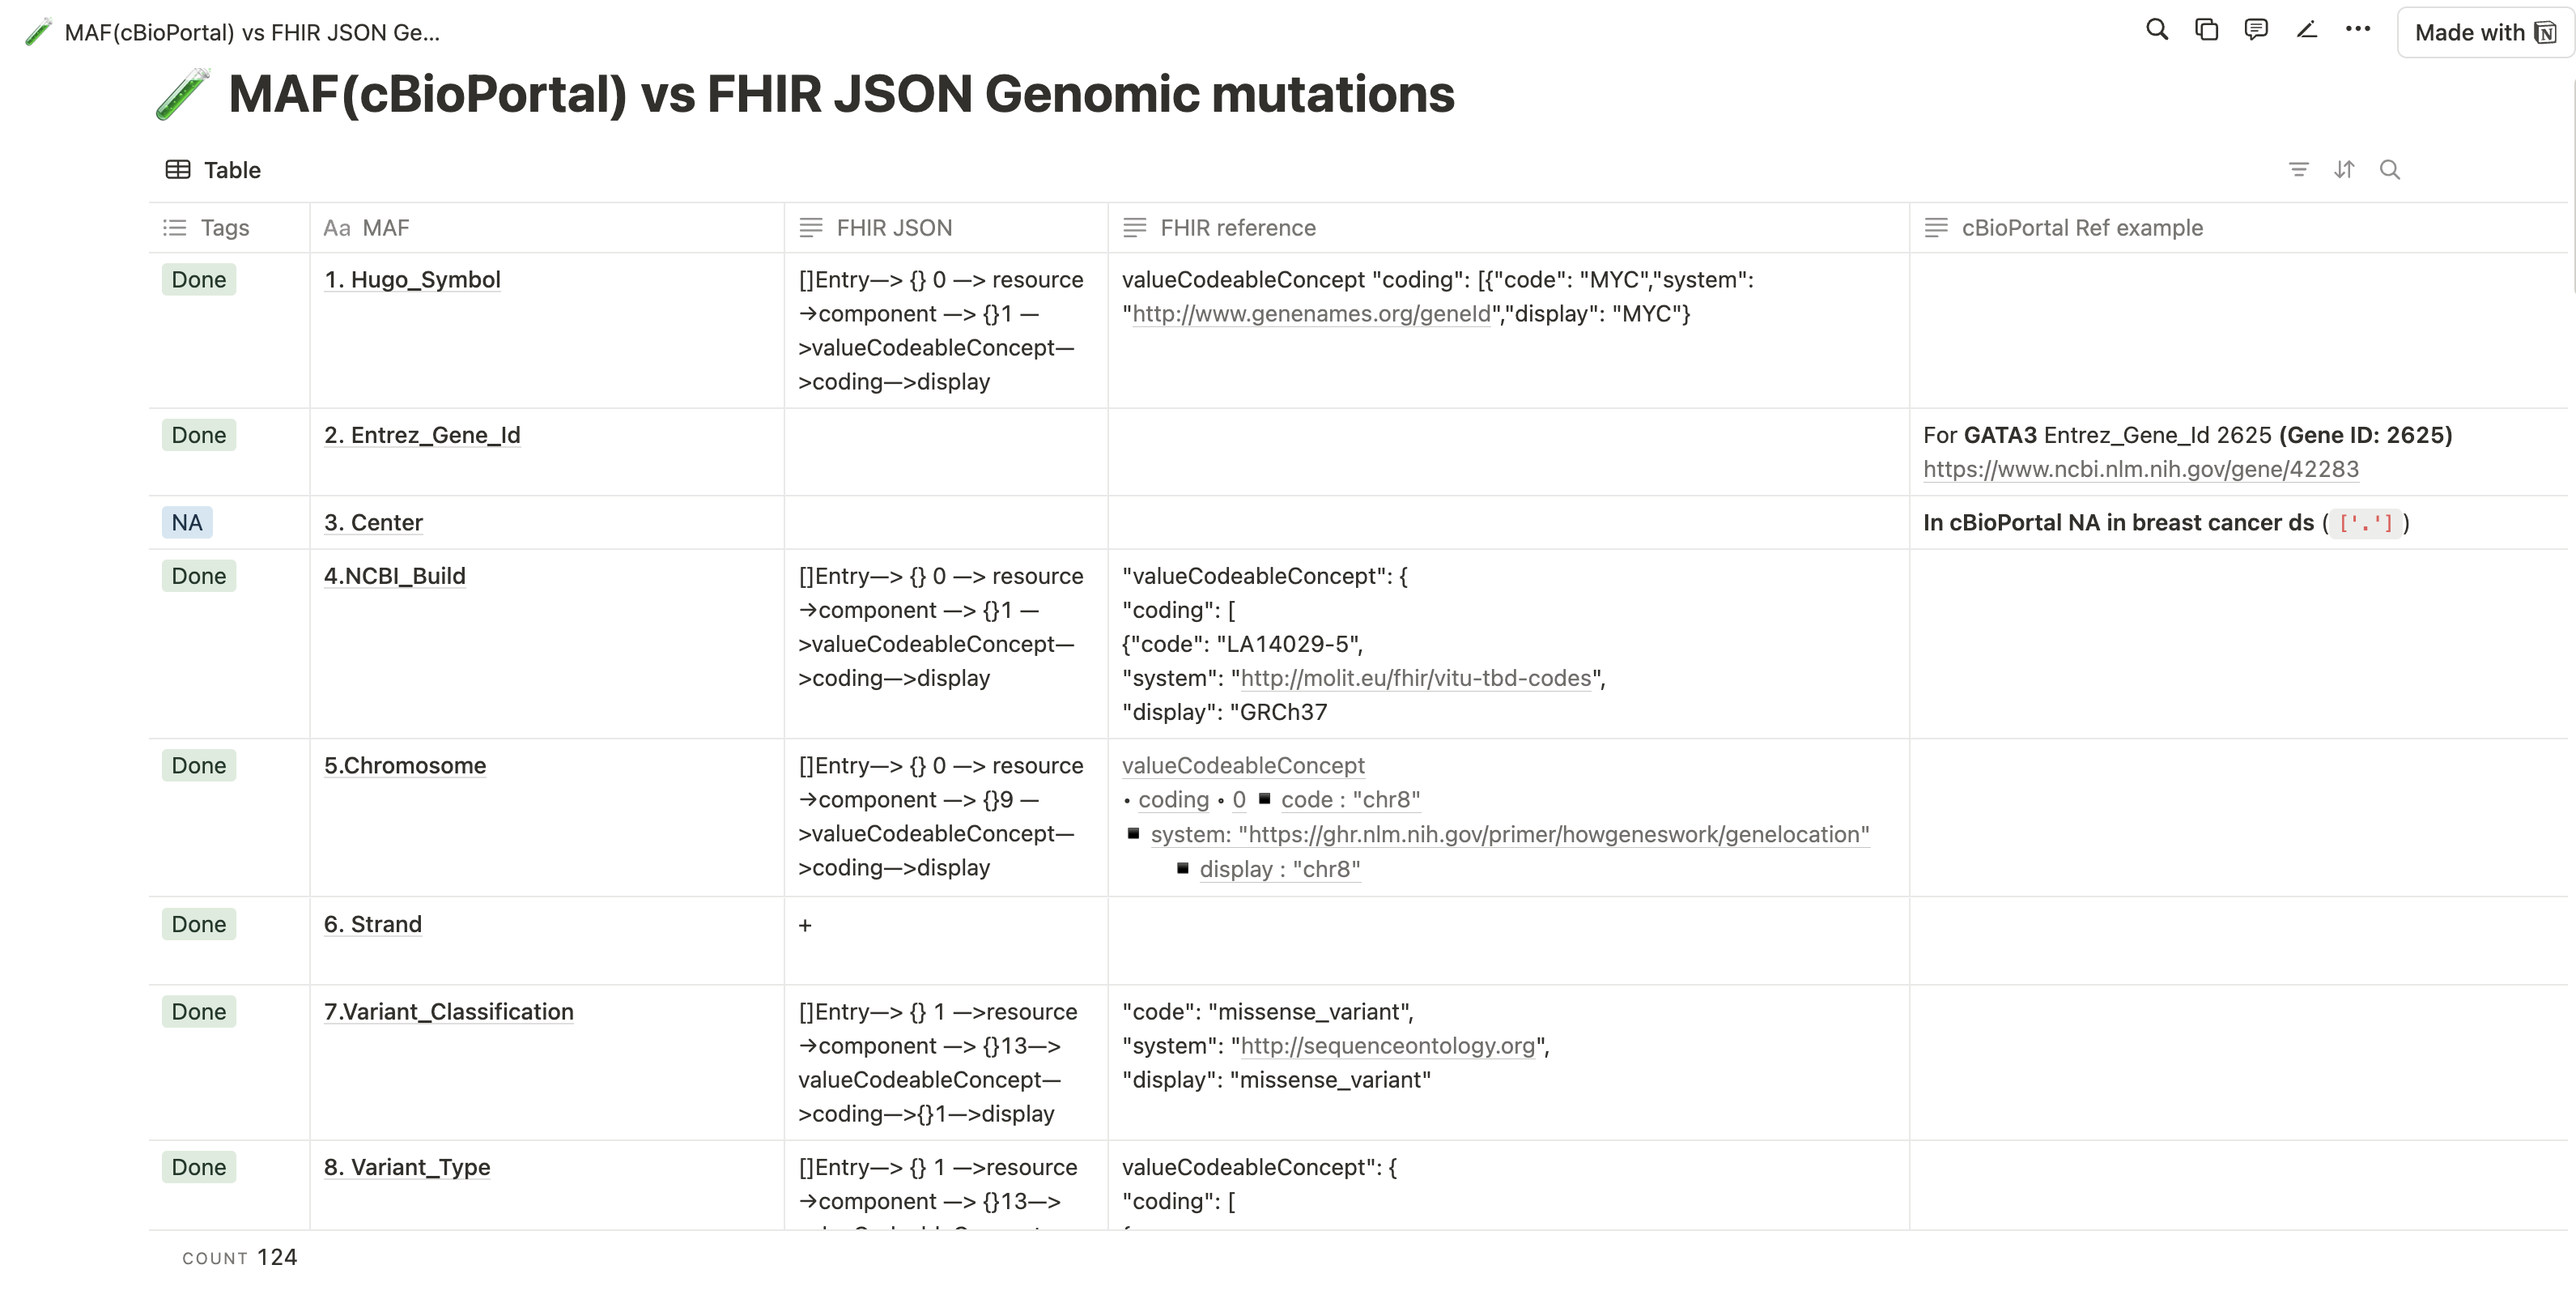 MAF(cBioPortal) vs FHIR JSON Ge...
Made with
MAF(cBioPortal) vs FHIR JSON Genomic mutations
Table
Tags
Aa MAF
FHIR JSON
FHIR reference
cBioPortal Ref example
Done
1. Hugo_Symbol
[]Entry—> {} 0 —> resource
→component —> {}1 —
>valueCodeableConcept—
>coding—>display
valueCodeableConcept "coding": [{"code": "MYC","system":
"http://www.genenames.org/geneId","display": "MYC"}
Done
2. Entrez_Gene_Id
For GATA3 Entrez_Gene_Id 2625 (Gene ID: 2625)
https://www.ncbi.nlm.nih.gov/gene/42283
NA
3. Center
In cBioPortal NA in breast cancer ds (['.'])
Done
4.NCBI_Build
[]Entry—> {} 0 —> resource
→component —> {}1 —
>valueCodeableConcept—
>coding—>display
"valueCodeableConcept": {
"coding": [
{"code": "LA14029-5",
"system": "http://molit.eu/fhir/vitu-tbd-codes",
"display": "GRCh37
Done
5.Chromosome
[]Entry—> {} 0 —> resource
→component —> {}9 —
>valueCodeableConcept—
>coding—>display
valueCodeableConcept
• coding ∘ 0 ▪ code : "chr8"
▪ system: "https://ghr.nlm.nih.gov/primer/howgeneswork/genelocation"
▪ display : "chr8"
Done
6. Strand
+
Done
7.Variant_Classification
[]Entry—> {} 1 —>resource
→component —> {}13—>
valueCodeableConcept—
>coding—>{}1—>display
"code": "missense_variant",
"system": "http://sequenceontology.org",
"display": "missense_variant"
Done
8. Variant_Type
[]Entry—> {} 1 —>resource
→component —> {}13—>
valueCodeableConcept": {
"coding": [
COUNT 124